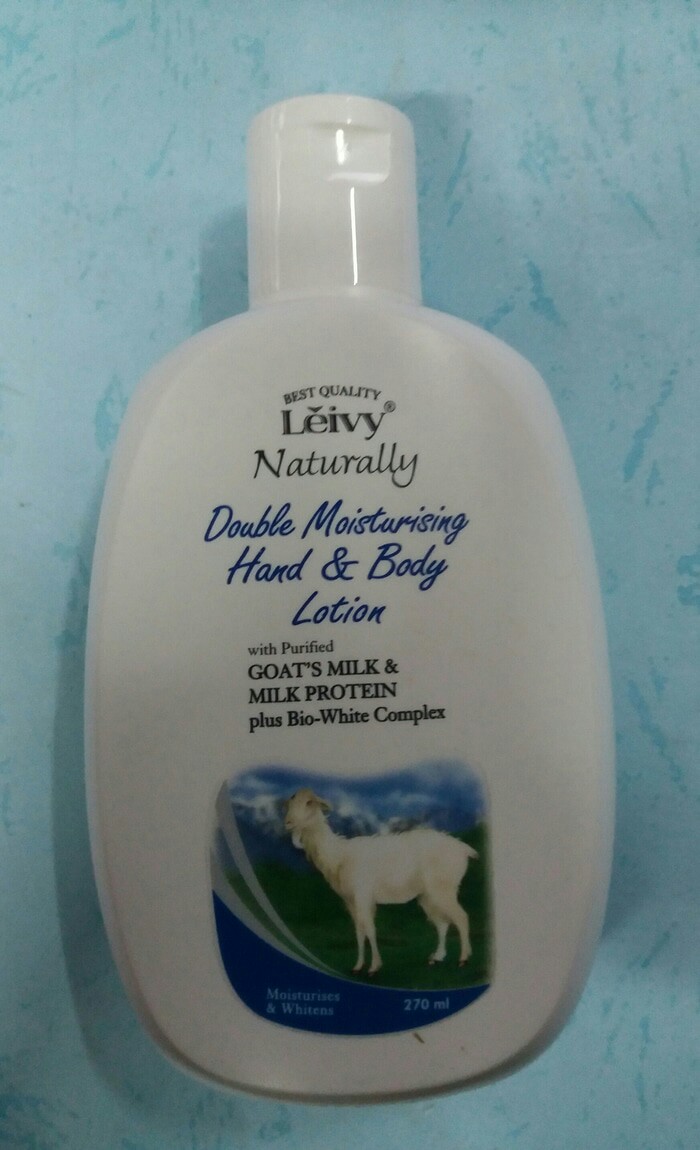 BEST QUALITY
Lěivy®
Naturally
Double Moisturising
Hand & Body
Lotion
with Purified
GOAT'S MILK &
MILK PROTEIN
plus Bio-White Complex
Moisturises
& Whitens
270 ml